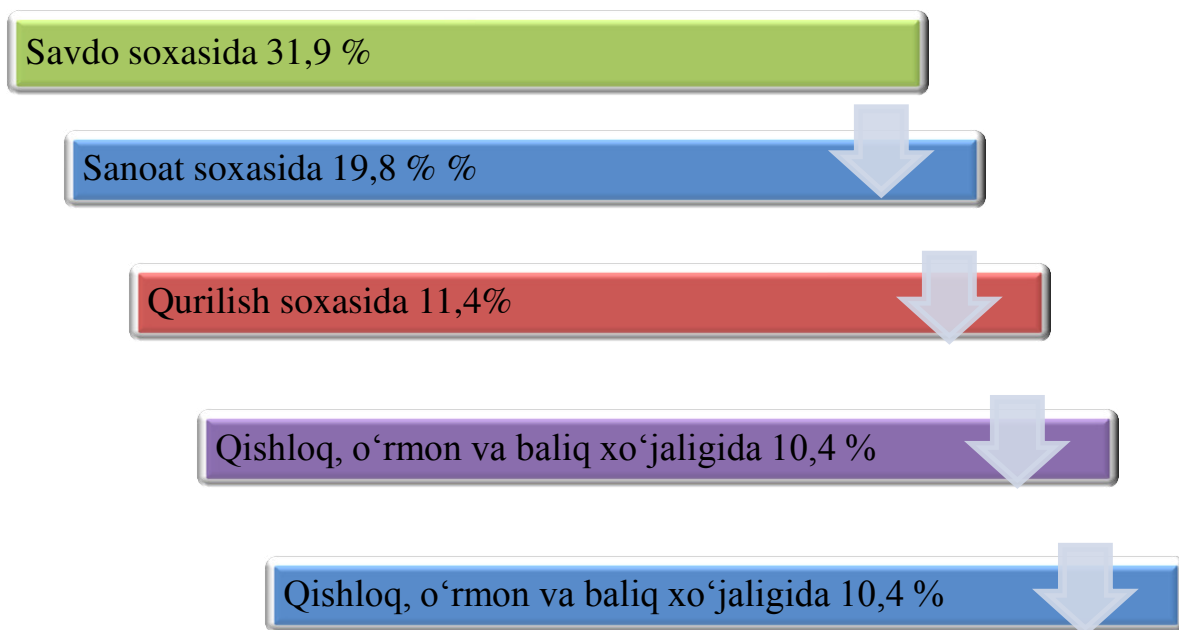 Savdo soxasida 31,9 %
Sanoat soxasida 19,8 % %
Qurilish soxasida 11,4%
Qishloq, o‘rmon va baliq xo‘jaligida 10,4 %
Qishloq, o‘rmon va baliq xo‘jaligida 10,4 %